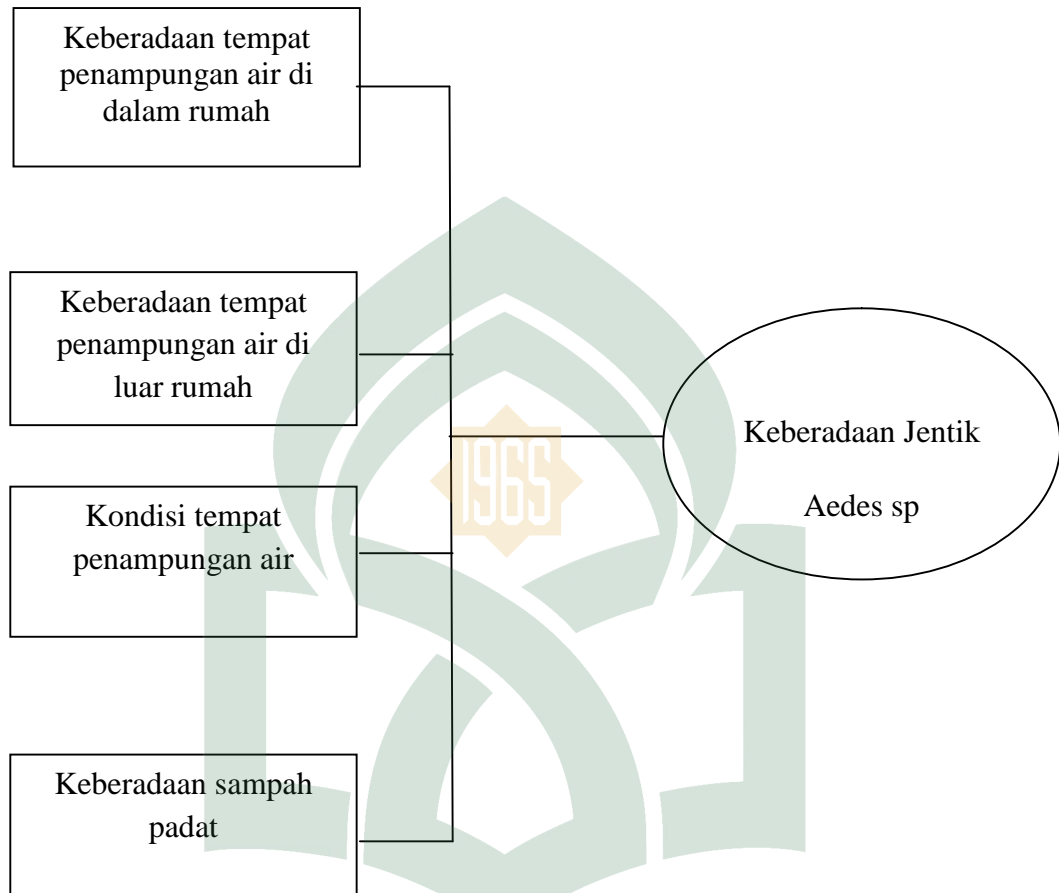 Keberadaan tempat
penampungan air di
dalam rumah
Keberadaan tempat
penampungan air di
luar rumah
Kondisi tempat
penampungan air
Keberadaan sampah
padat
Keberadaan Jentik
Aedes sp
1965